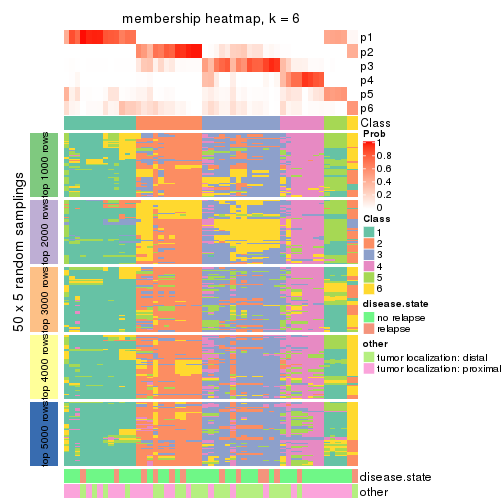 membership heatmap, k = 6
p1
p2
p3
p4
p5
p6
Class
50 x 5 random samplings
top 1000 rows
top 2000 rows
top 3000 rows
top 4000 rows
top 5000 rows
Prob
1
0.8
0.6
0.4
0.2
0
Class
1
2
3
4
5
6
disease.state
no relapse
relapse
other
tumor localization: distal
tumor localization: proximal
disease.state
other